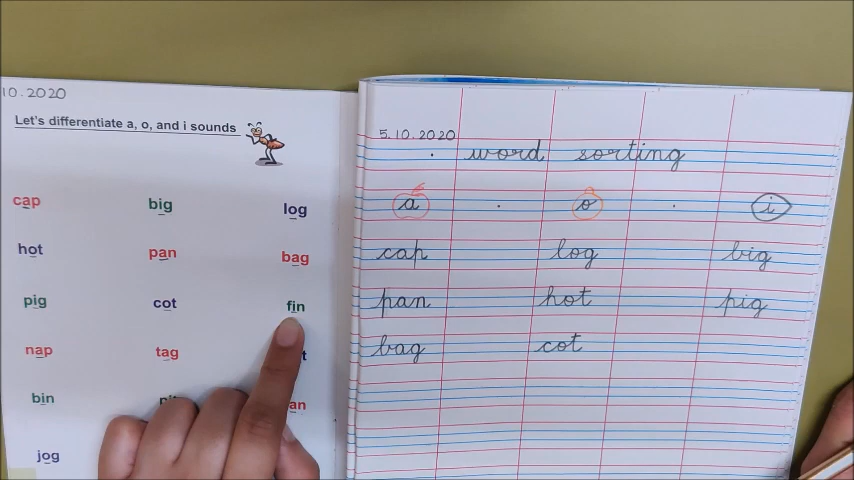 10.2020
Let's differentiate a, o, and i sounds
cap big log
hot pan bag
pig cot fin
nap tag
bin
jog
5.10.2020
word sorting
a o i
cap log big
pan hot pig
bag cot